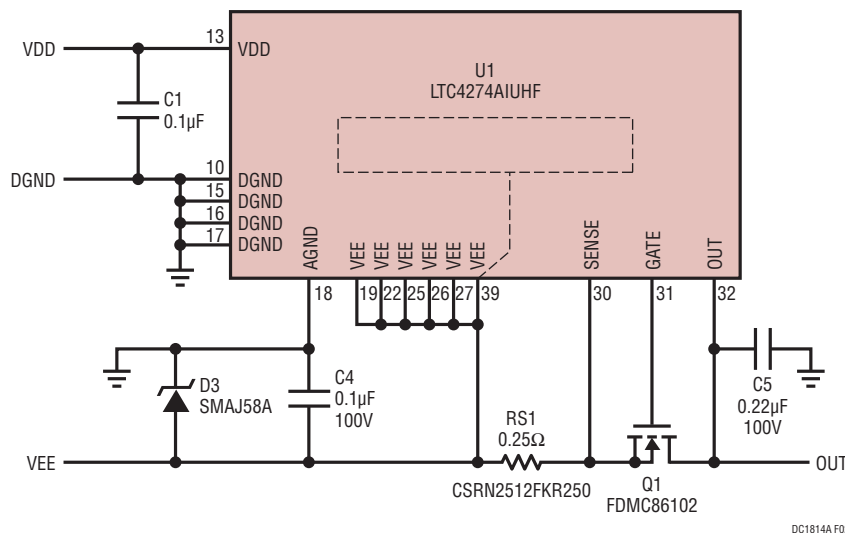 VDD
13
VDD
U1
LTC4274AIUHF
C1
0.1µF
DGND
10
DGND
15
DGND
16
DGND
17
DGND
AGND
VEE
VEE
VEE
VEE
VEE
VEE
SENSE
GATE
OUT
18
19
22
25
26
27
39
30
31
32
D3
SMAJ58A
C4
0.1µF
100V
C5
0.22µF
100V
RS1
0.25Ω
VEE
OUT
CSRN2512FKR250
Q1
FDMC86102